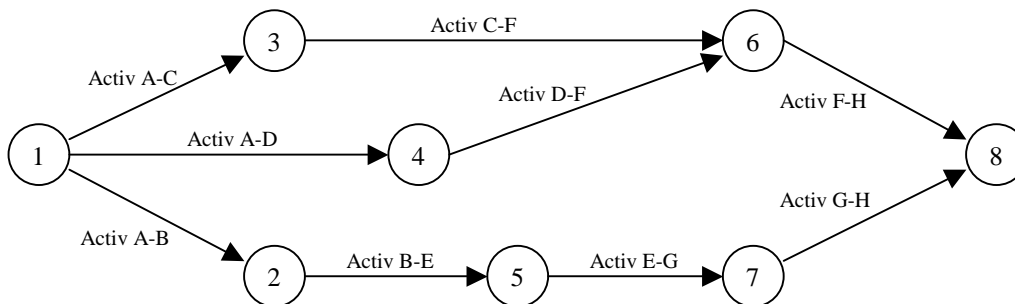 Activ C-F
3
6
Activ A-C
Activ D-F
Activ F-H
Activ A-D
1
4
8
Activ G-H
Activ A-B
Activ B-E
Activ E-G
2
5
7